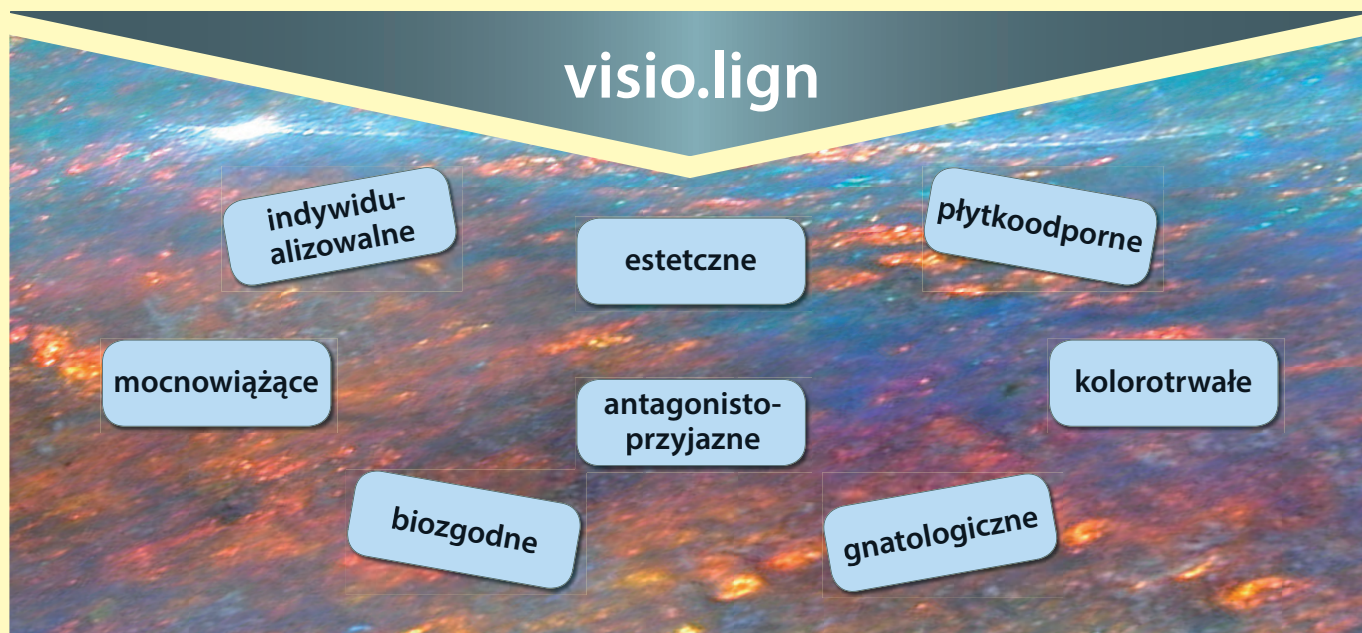 visio.lign
indywidu-
alizowalne
estetczne
płytkoodporne
mocnowiążące
antagonisto-
przyjazne
kolorotrwałe
biozgodne
gnatologiczne